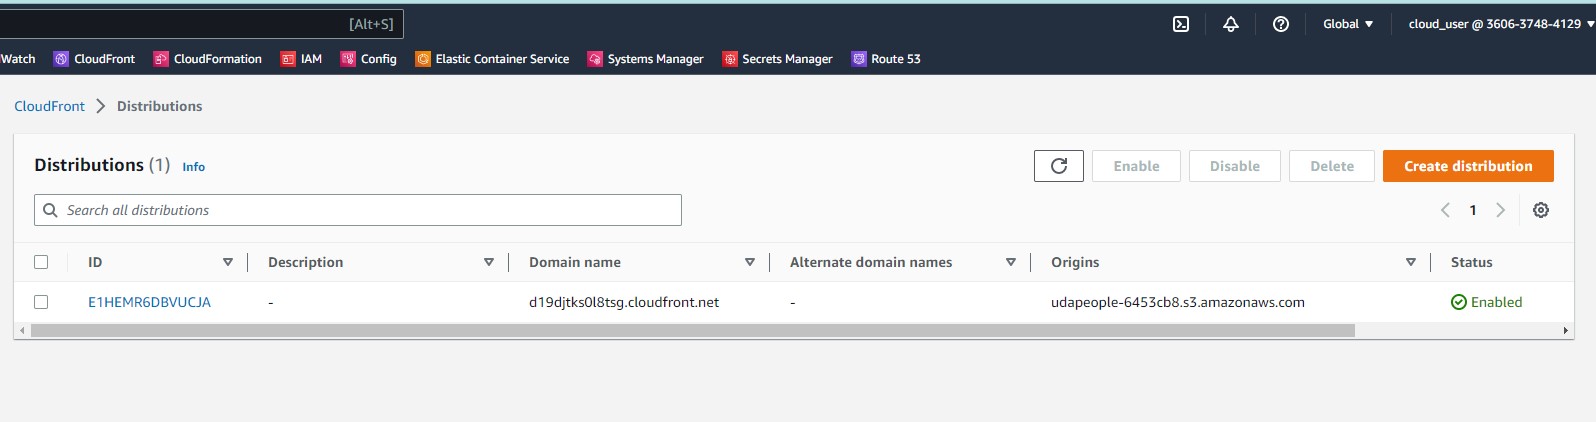 [Alt+S] Global cloud_user @ 3606-3748-4129
Watch CloudFront CloudFormation IAM Config Elastic Container Service Systems Manager Secrets Manager Route 53
CloudFront Distributions
Distributions (1) Info Enable Disable Delete Create distribution
Search all distributions 1
ID Description Domain name Alternate domain names Origins Status
E1HEMR6DBVUCJA - d19djtks0l8tsg.cloudfront.net - udapeople-6453cb8.s3.amazonaws.com Enabled